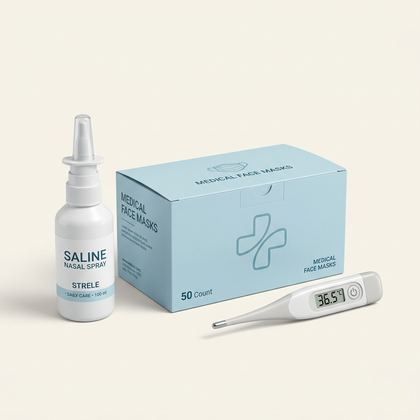 SALINE
NASAL SPRAY
STRELE
• DAILY CARE • 100 ml
MEDICAL FACE MASKS
MEDICAL
FACE MASKS
50 Count
MEDICAL
FACE MASKS
36.5°